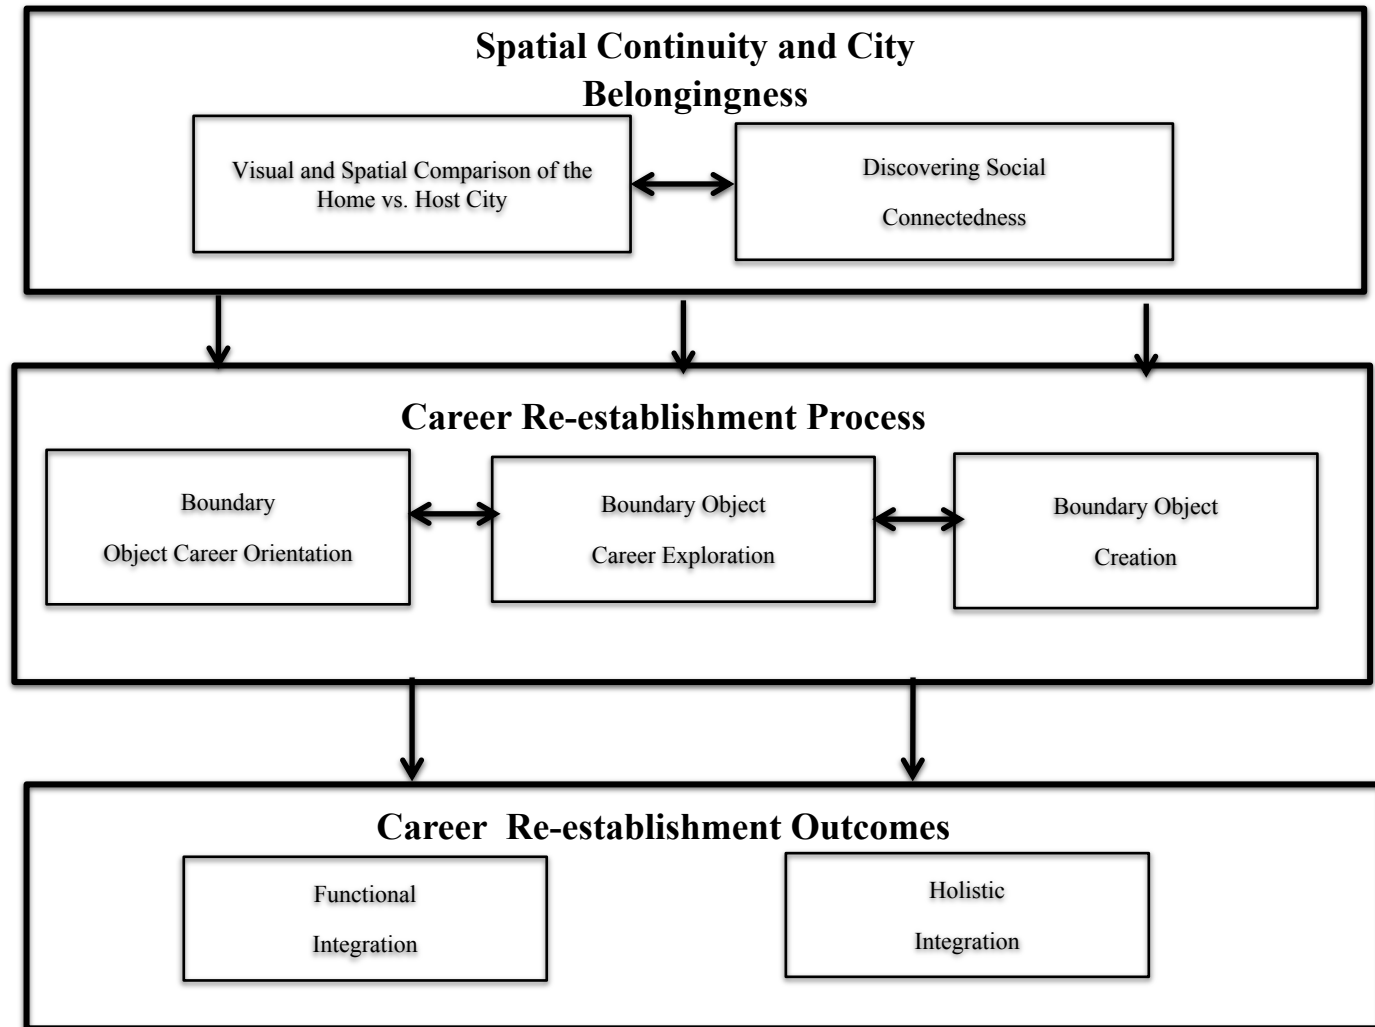 Spatial Continuity and City
Belongingness
Visual and Spatial Comparison of the
Home vs. Host City
Discovering Social
Connectedness
Career Re-establishment Process
Boundary
Object Career Orientation
Boundary Object
Career Exploration
Boundary Object
Creation
Career  Re-establishment Outcomes
Functional
Integration
Holistic
Integration